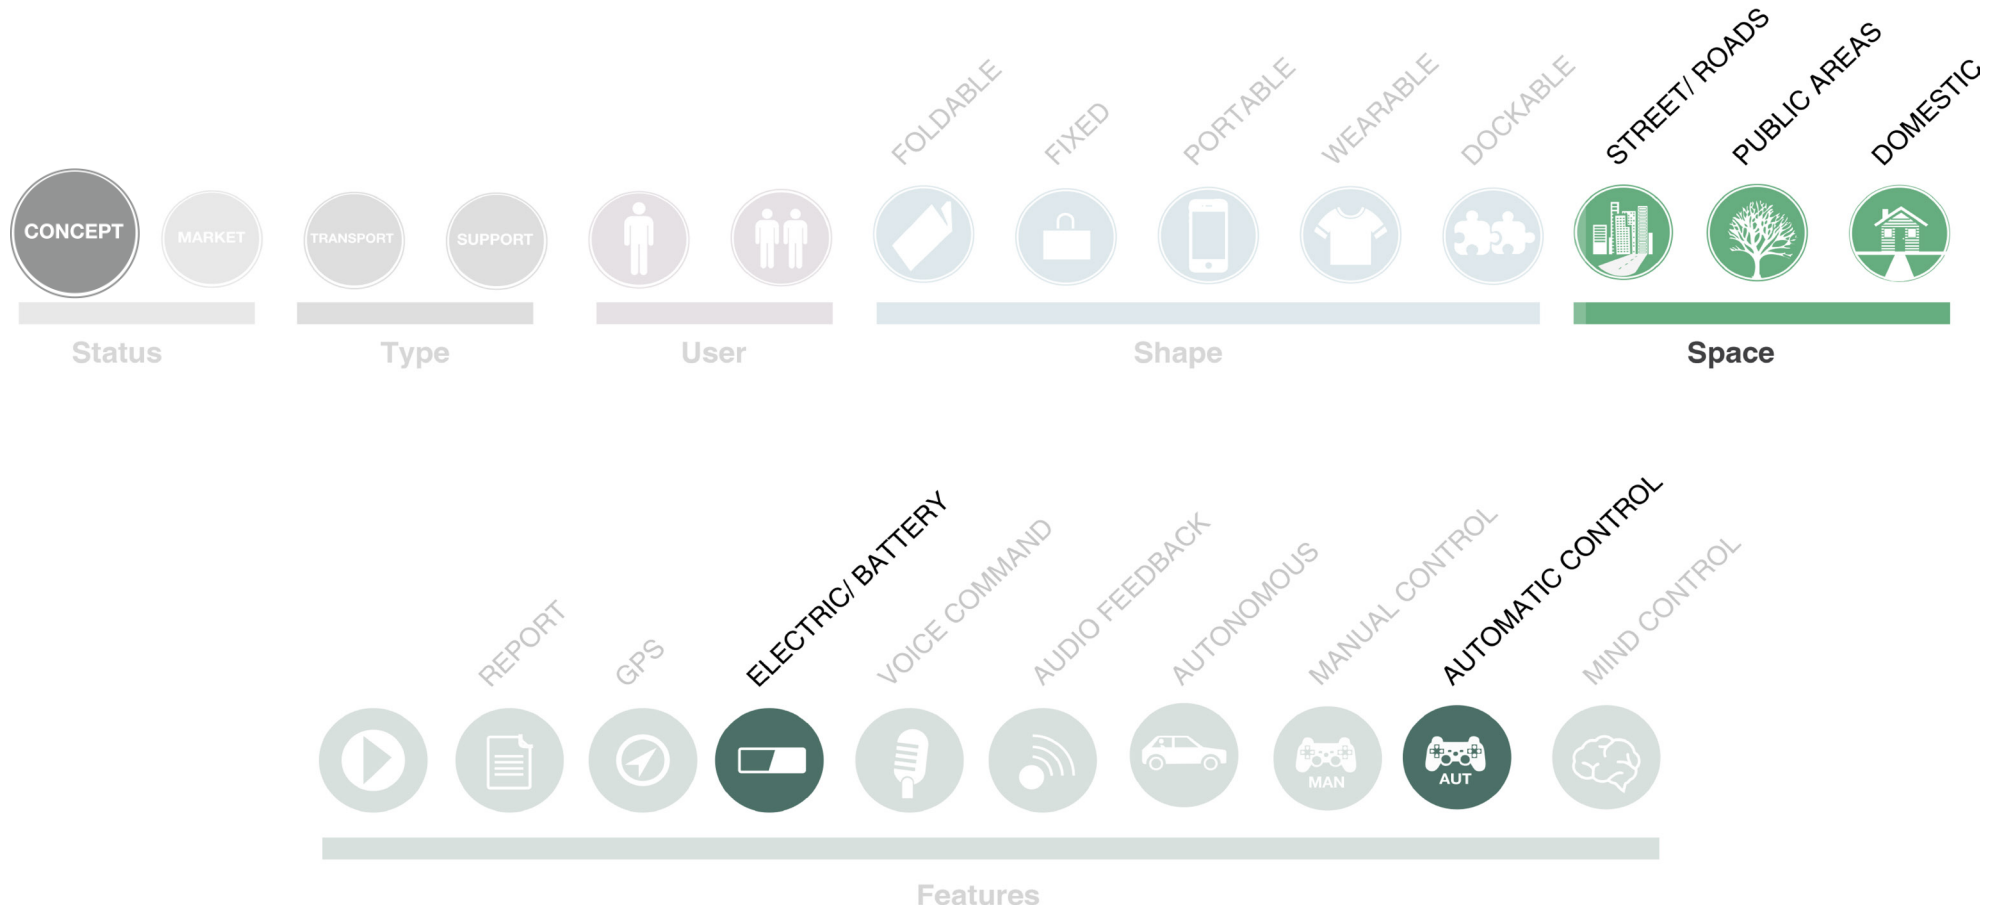 FOLDABLE
FIXED
PORTABLE
WEARABLE
DOCKABLE
STREET/ ROADS
PUBLIC AREAS
DOMESTIC
CONCEPT
MARKET
TRANSPORT
SUPPORT
Status
Type
User
Shape
Space
REPORT
GPS
ELECTRIC/ BATTERY
VOICE COMMAND
AUDIO FEEDBACK
AUTONOMOUS
MANUAL CONTROL
AUTOMATIC CONTROL
MIND CONTROL
MAN
AUT
Features